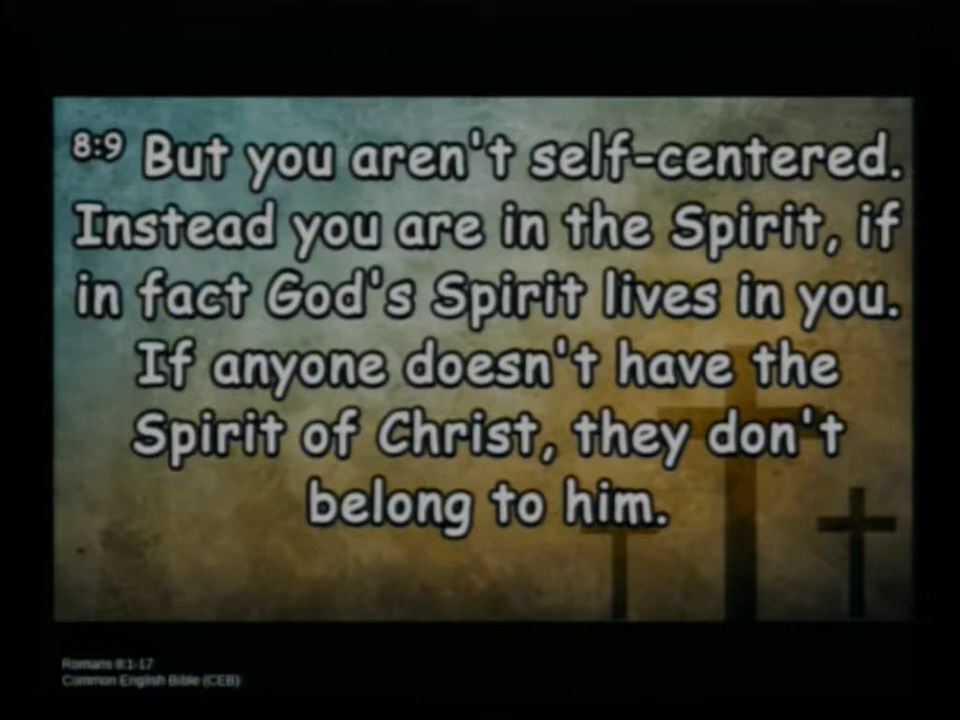 8:9 But you aren't self-centered.
Instead you are in the Spirit, if
in fact God's Spirit lives in you.
If anyone doesn't have the
Spirit of Christ, they don't
belong to him.
Romans 8:1-17
Common English Bible (CEB)